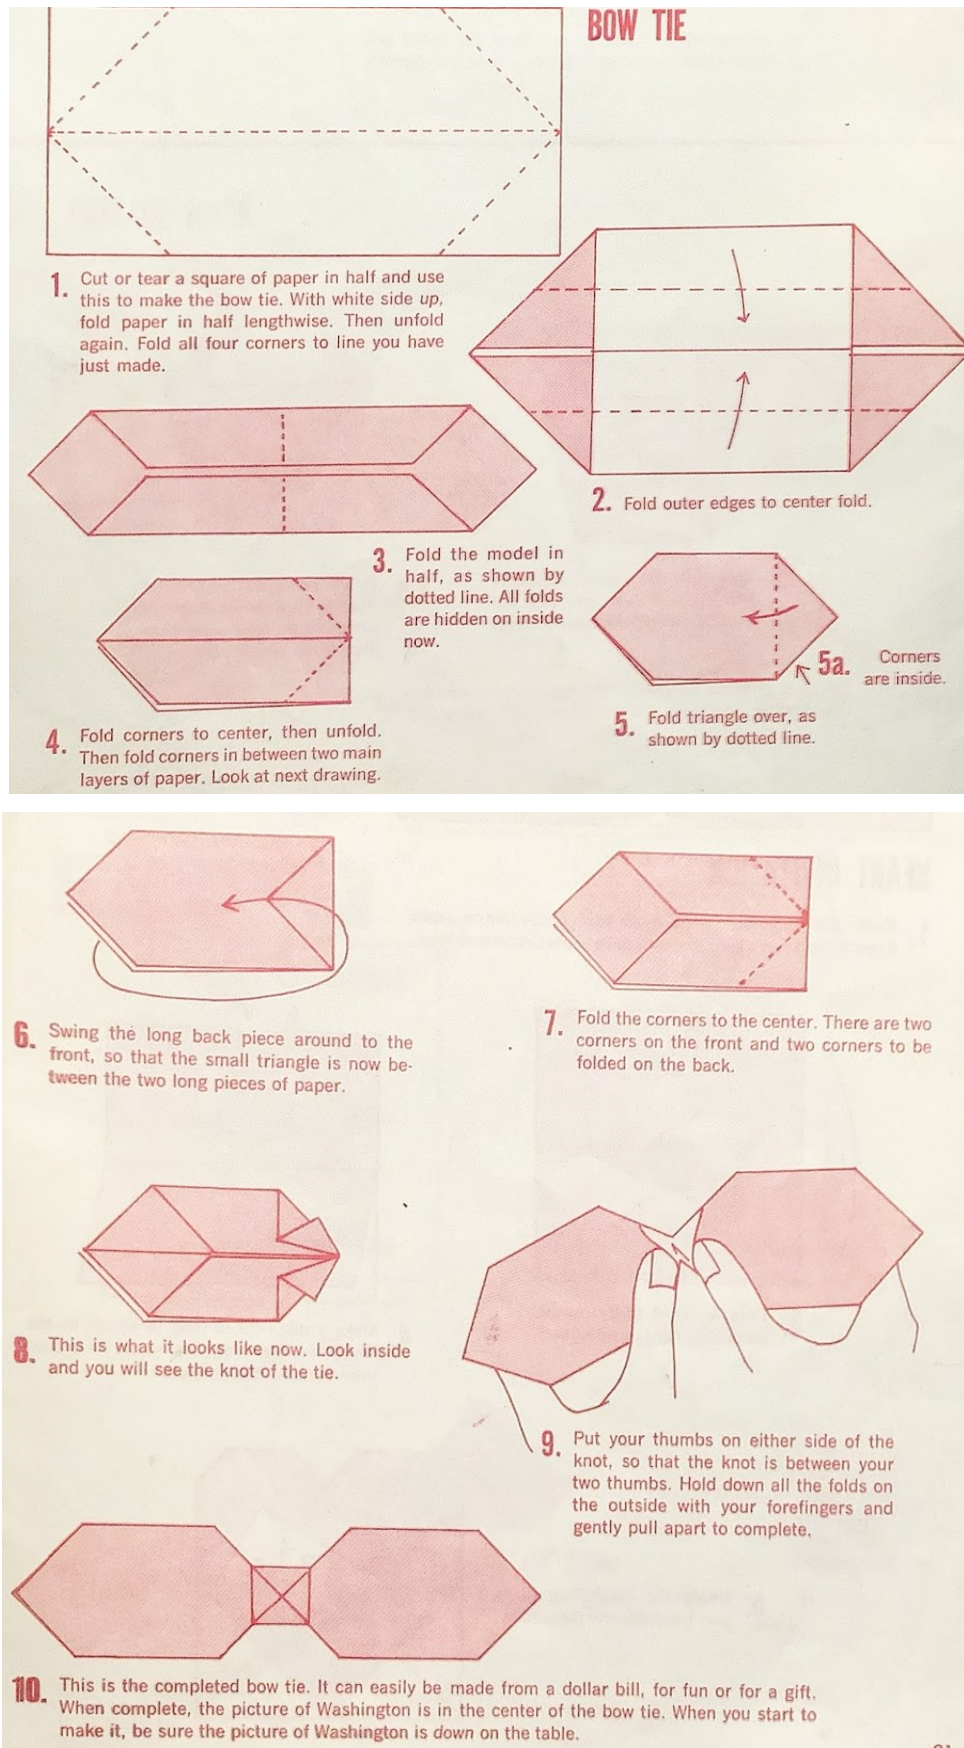 BOW TIE
1. Cut or tear a square of paper in half and use
this to make the bow tie. With white side up,
fold paper in half lengthwise. Then unfold
again. Fold all four corners to line you have
just made.
2. Fold outer edges to center fold.
3. Fold the model in
half, as shown by
dotted line. All folds
are hidden on inside
now.
4. Fold corners to center, then unfold.
Then fold corners in between two main
layers of paper. Look at next drawing.
5a. Corners
are inside.
5. Fold triangle over, as
shown by dotted line.
6. Swing the long back piece around to the
front, so that the small triangle is now be-
tween the two long pieces of paper.
7. Fold the corners to the center. There are two
corners on the front and two corners to be
folded on the back.
8. This is what it looks like now. Look inside
and you will see the knot of the tie.
9. Put your thumbs on either side of the
knot, so that the knot is between your
two thumbs. Hold down all the folds on
the outside with your forefingers and
gently pull apart to complete.
10. This is the completed bow tie. It can easily be made from a dollar bill, for fun or for a gift.
When complete, the picture of Washington is in the center of the bow tie. When you start to
make it, be sure the picture of Washington is down on the table.